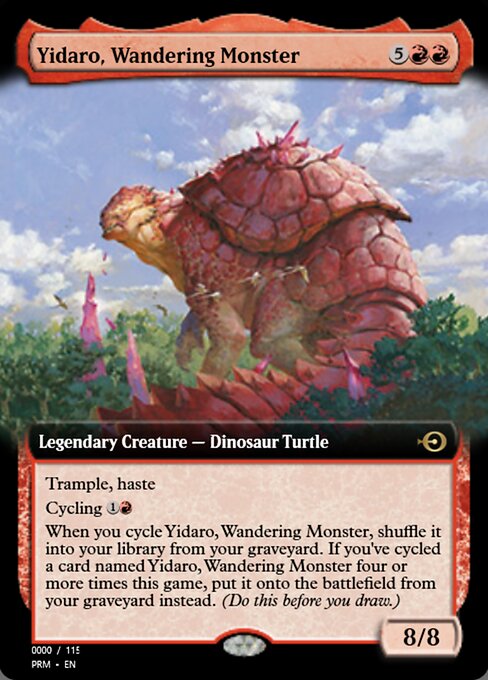 Yidaro, Wandering Monster 5
Legendary Creature — Dinosaur Turtle
Trample, haste
Cycling 1
When you cycle Yidaro, Wandering Monster, shuffle it
into your library from your graveyard. If you've cycled
a card named Yidaro, Wandering Monster four or
more times this game, put it onto the battlefield from
your graveyard instead. (Do this before you draw.)
8/8
0000 / 115
PRM • EN